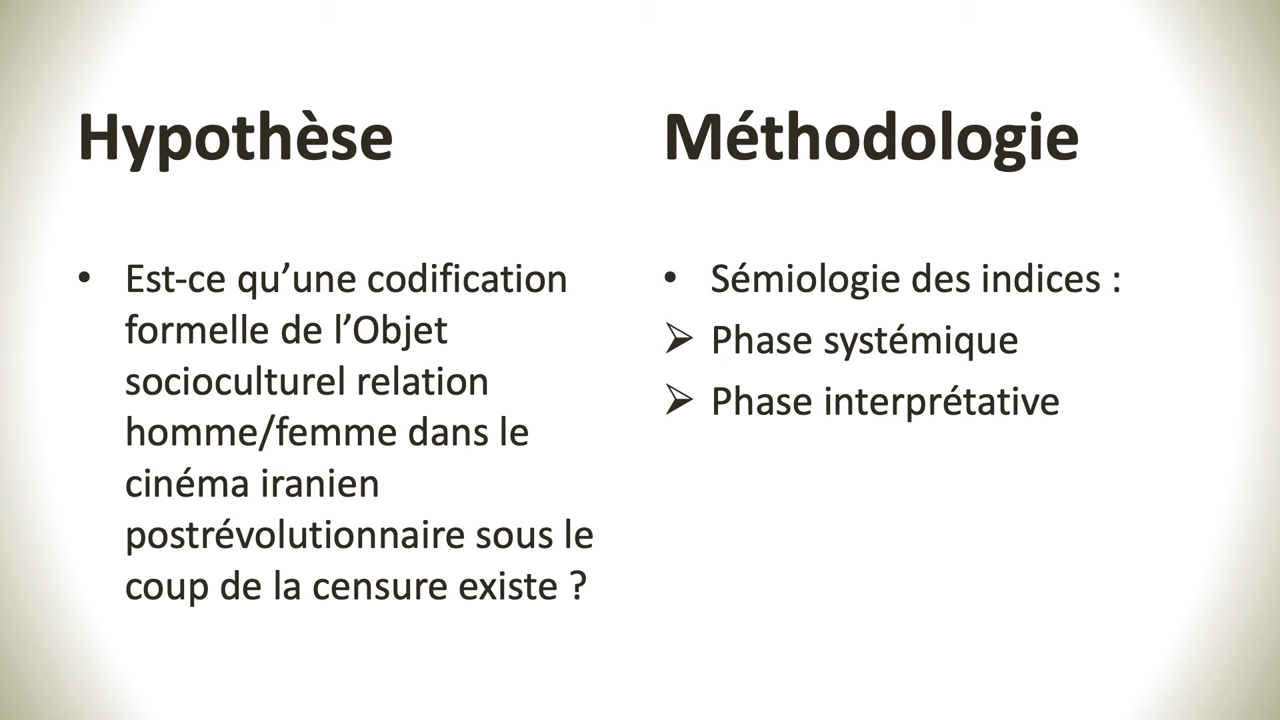 Hypothèse
• Est-ce qu’une codification
formelle de l’Objet
socioculturel relation
homme/femme dans le
cinéma iranien
postrévolutionnaire sous le
coup de la censure existe ?
Méthodologie
• Sémiologie des indices :
➢ Phase systémique
➢ Phase interprétative